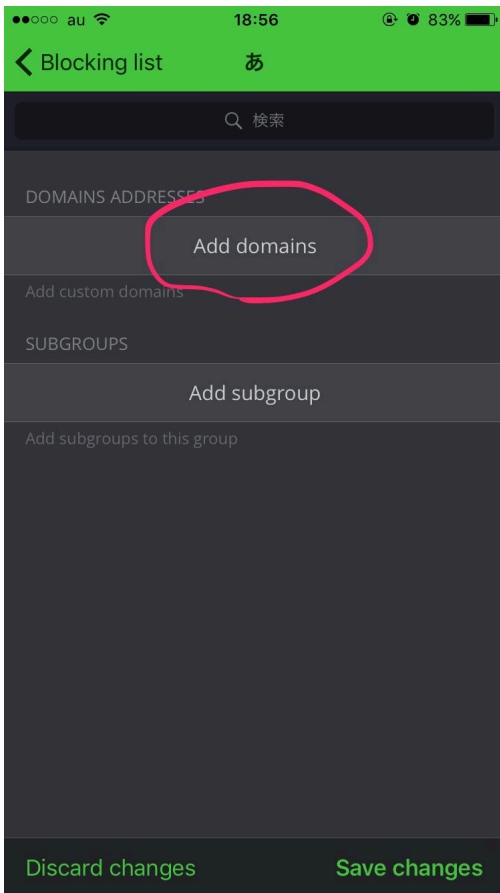 au 18:56 83%
Blocking list あ
検索
DOMAINS ADDRESSES
Add domains
Add custom domains
SUBGROUPS
Add subgroup
Add subgroups to this group
Discard changes Save changes